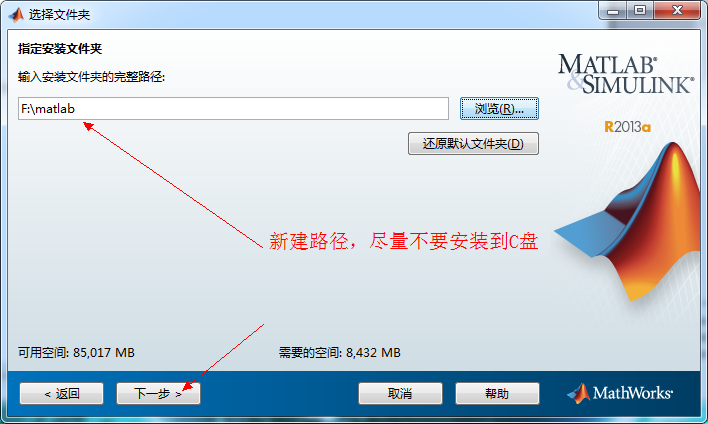 选择文件夹
指定安装文件夹
输入安装文件夹的完整路径:
F:\matlab
浏览(R)...
还原默认文件夹(D)
MATLAB®
&SIMULINK®
R2013a
新建路径，尽量不要安装到C盘
可用空间: 85,017 MB
需要的空间: 8,432 MB
< 返回
下一步 >
取消
帮助
MathWorks®